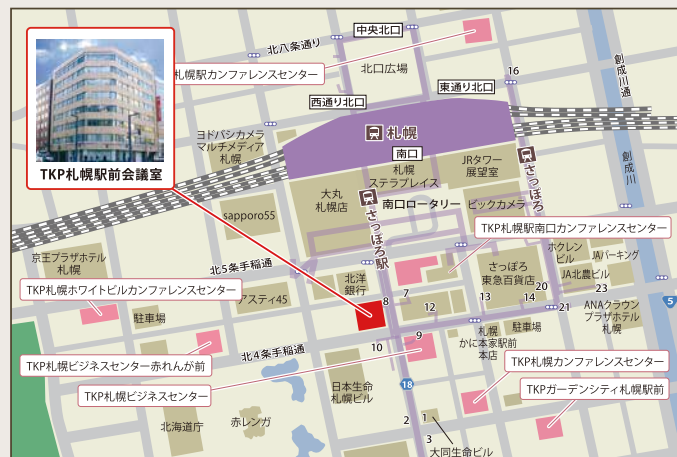 中央北口
北八条通り
創成川通
札幌駅カンファレンスセンター
北口広場
16
東通り北口
西通り北口
ヨドバシカメラ
マルチメディア
札幌
札幌
南口
JRタワー
展望室
札幌
ステラプレイス
さっぽろ
創成川
TKP札幌駅前会議室
大丸
札幌店
南口ロータリー
ビックカメラ
さっぽろ駅
sapporo55
TKP札幌駅南口カンファレンスセンター
京王プラザホテル
札幌
北5条手稲通
北洋
銀行
さっぽろ
東急百貨店
ホクレン
ビル
JAパーキング
JA北農ビル
TKP札幌ホワイトビルカンファレンスセンター
アスティ45
8
7
12
13
14
20
21
23
駐車場
ANAクラウン
プラザホテル
札幌
5
札幌
かに本家駅前
本店
駐車場
北4条手稲通
10
9
TKP札幌ビジネスセンター赤れんが前
TKP札幌カンファレンスセンター
TKP札幌ビジネスセンター
日本生命
札幌ビル
18
TKPガーデンシティ札幌駅前
北海道庁
赤レンガ
2
1
3
大同生命ビル